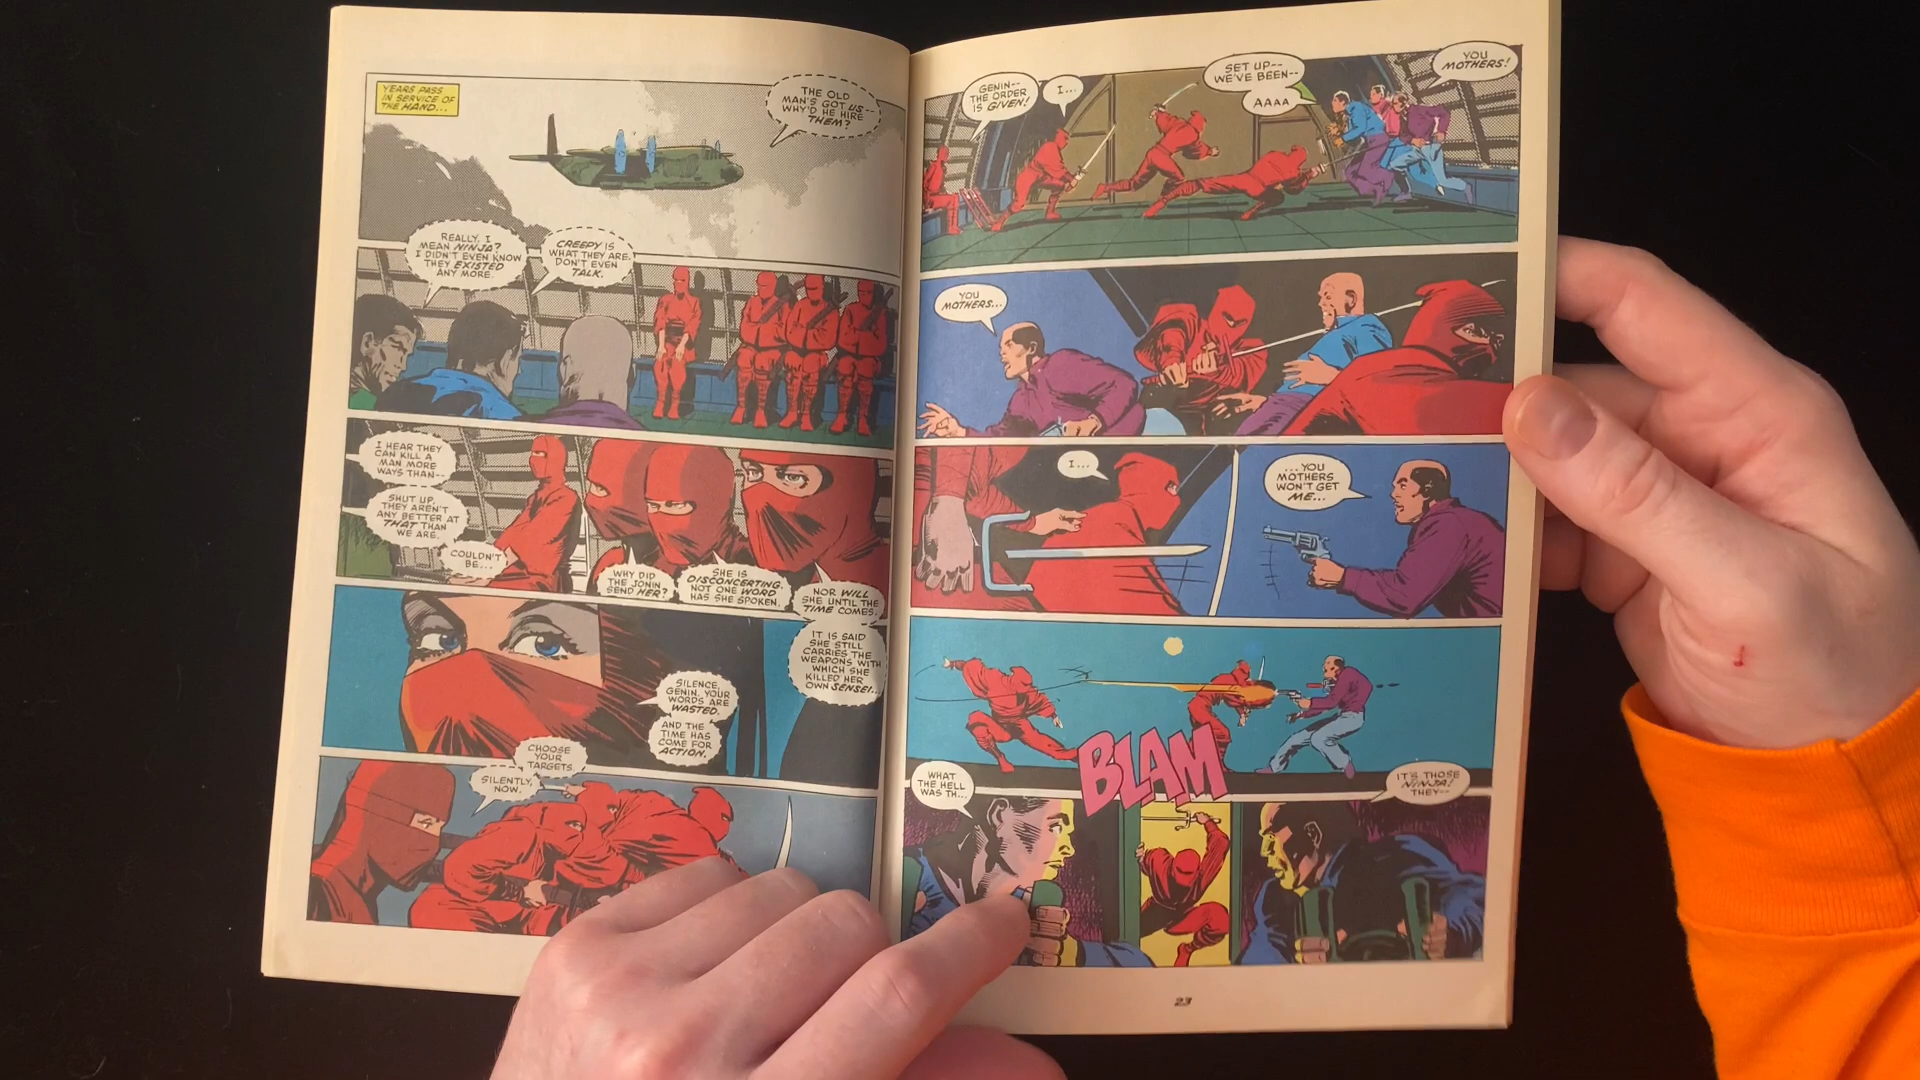 YEARS PASS
IN SERVICE OF
THE HAND...
THE OLD
MAN'S GOT US--
WHY'D HE HIRE
THEM?
REALLY, I
MEAN NINJA?
I DIDN'T EVEN KNOW
THEY EXISTED
ANY MORE.
CREEPY IS
WHAT THEY ARE.
DON'T EVEN
TALK.
I HEAR THEY
CAN KILL A
MAN MORE
WAYS THAN--
SHUT UP.
THEY AREN'T
ANY BETTER AT
THAT THAN
WE ARE.
COULDN'T
BE...
WHY DID
THE JONIN
SEND HER?
SHE IS
DISCONCERTING.
NOT ONE WORD
HAS SHE SPOKEN.
NOR WILL
SHE UNTIL THE
TIME COMES.
IT IS SAID
SHE STILL
CARRIES THE
WEAPONS WITH
WHICH SHE
KILLED HER
OWN SENSEI...
SILENCE,
GENIN. YOUR
WORDS ARE
WASTED.
AND THE
TIME HAS
COME FOR
ACTION.
CHOOSE
YOUR
TARGETS.
SILENTLY,
NOW.
GENIN--
THE ORDER
IS GIVEN!
I...
SET UP--
WE'VE BEEN--
AAAA
YOU
MOTHERS!
YOU
MOTHERS...
I...
...YOU
MOTHERS
WON'T GET
ME...
BLAM
WHAT
THE HELL
WAS TH...
IT'S THOSE
NINJA!
THEY--
23